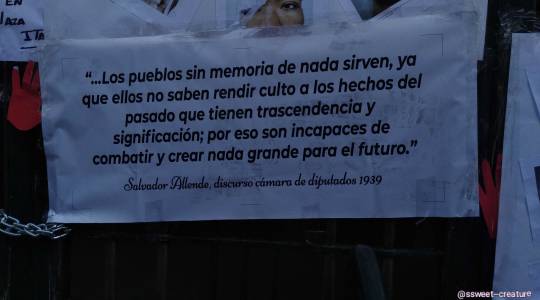 EN
AZA
"...Los pueblos sin memoria de nada sirven, ya
que ellos no saben rendir culto a los hechos del
pasado que tienen trascendencia y
significación; por eso son incapaces de
combatir y crear nada grande para el futuro."
Salvador Allende, discurso cámara de diputados 1939
@ssweet-creature